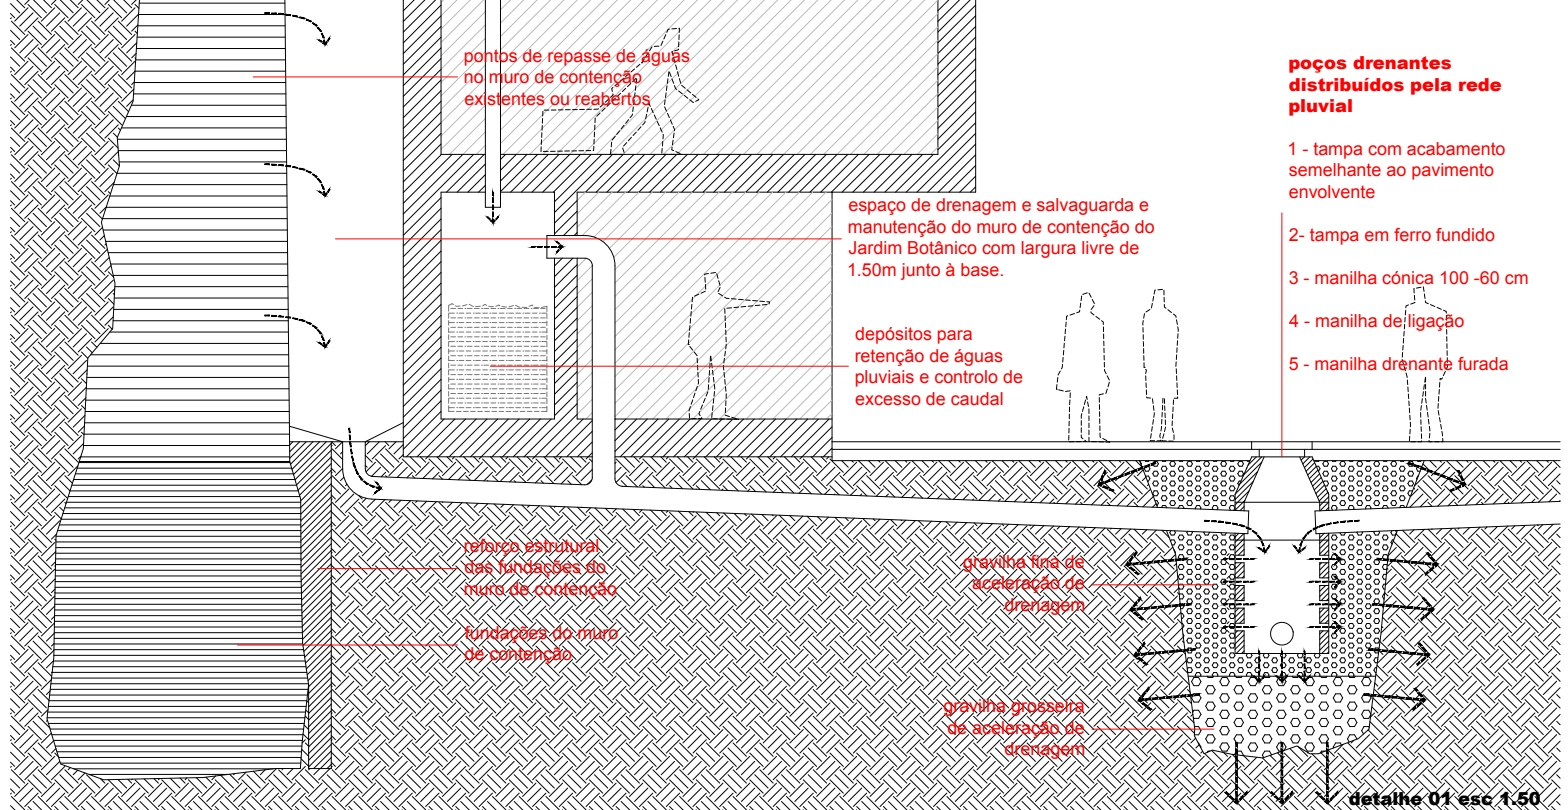 pontos de repasse de águas
no muro de contenção
existentes ou reabertos
espaço de drenagem e salvaguarda e
manutenção do muro de contenção do
Jardim Botânico com largura livre de
1.50m junto à base.
depósitos para
retenção de águas
pluviais e controlo de
excesso de caudal
poços drenantes
distribuídos pela rede
pluvial
1 - tampa com acabamento
semelhante ao pavimento
envolvente
2- tampa em ferro fundido
3 - manilha cónica 100 -60 cm
4 - manilha de ligação
5 - manilha drenante furada
reforço estrutural
das fundações do
muro de contenção
fundações do muro
de contenção
gravilha fina de
aceleração de
drenagem
gravilha grosseira
de aceleração de
drenagem
detalhe 01 esc 1.50